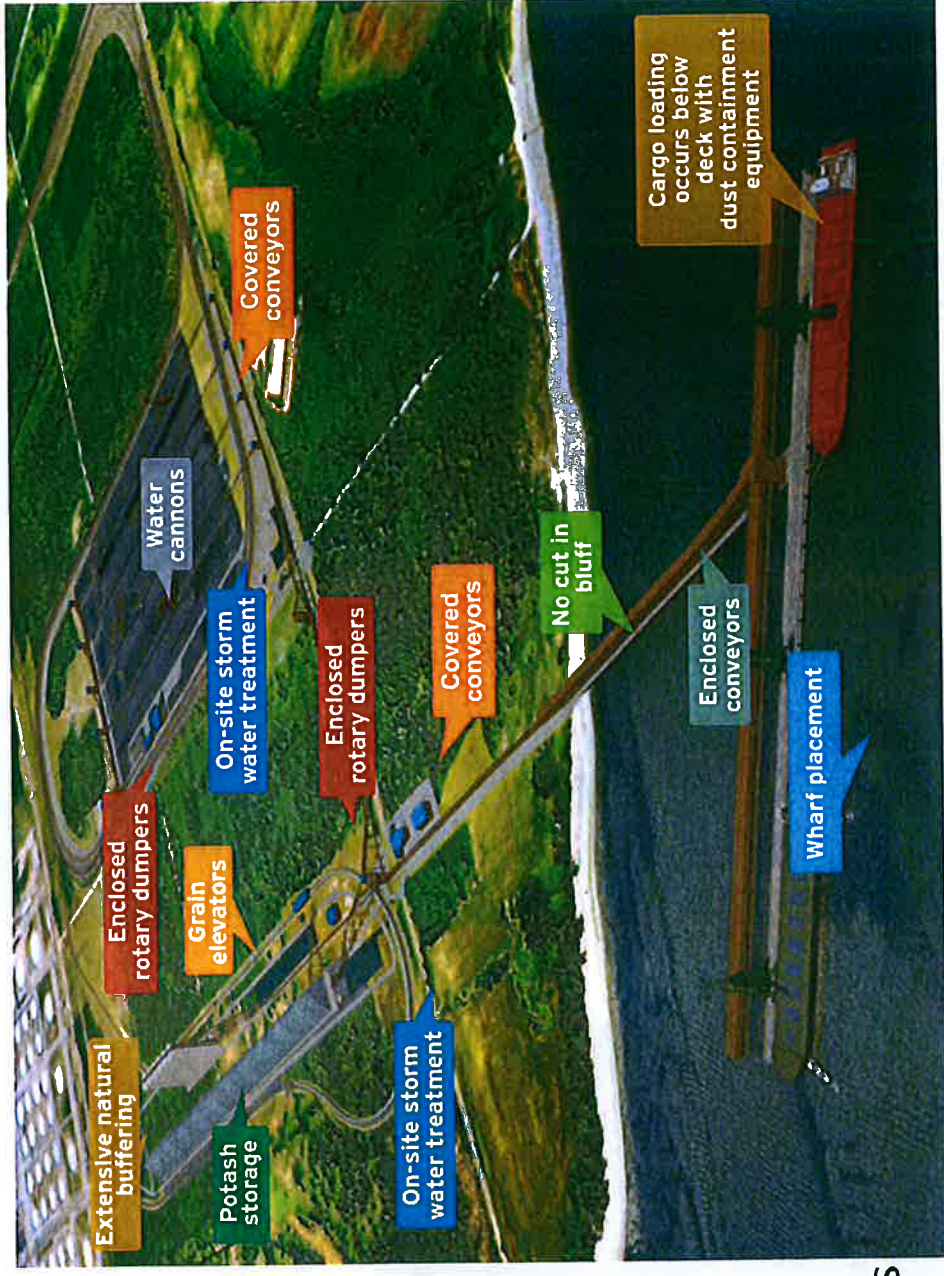 Cargo loading
occurs below
deck with
dust containment
equipment
Covered
conveyors
Water
cannons
No cut in
bluff
On-site storm
water treatment
Covered
conveyors
Enclosed
rotary dumpers
Enclosed
conveyors
Wharf placement
Enclosed
rotary dumpers
Grain
elevators
Extensive natural
buffering
On-site storm
water treatment
Potash
storage